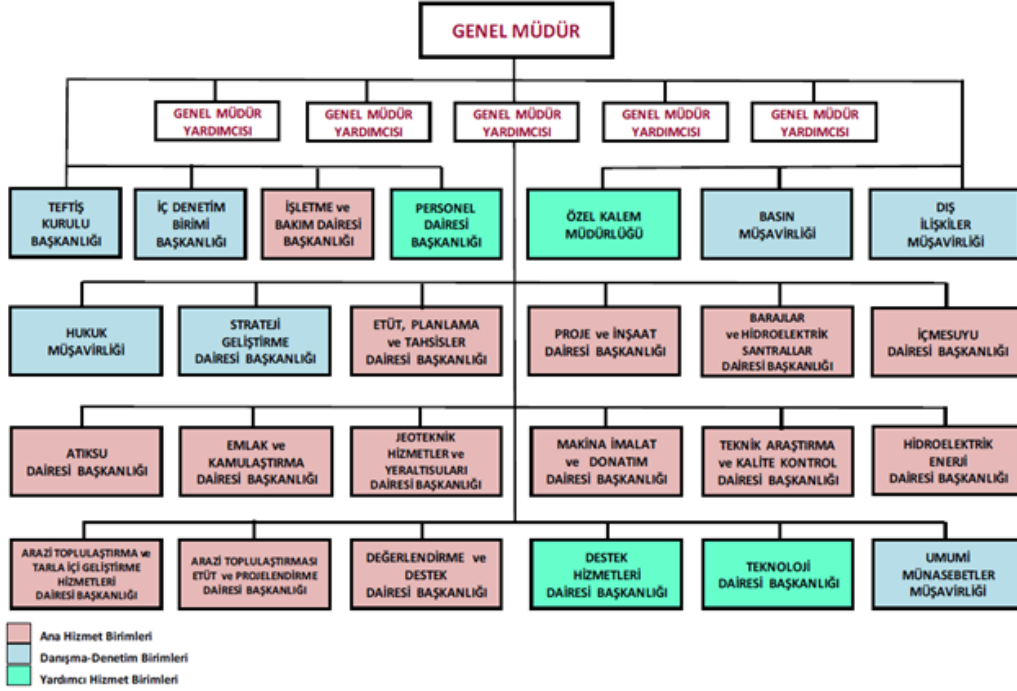 GENEL MÜDÜR
GENEL MÜDÜR
YARDIMCISI
GENEL MÜDÜR
YARDIMCISI
GENEL MÜDÜR
YARDIMCISI
GENEL MÜDÜR
YARDIMCISI
GENEL MÜDÜR
YARDIMCISI
TEFTİŞ
KURULU
BAŞKANLIĞI
İÇ DENETİM
BİRİMİ
BAŞKANLIĞI
İŞLETME ve
BAKIM DAİRESİ
BAŞKANLIĞI
PERSONEL
DAİRESİ
BAŞKANLIĞI
ÖZEL KALEM
MÜDÜRLÜĞÜ
BASIN
MÜŞAVİRLİĞİ
DIŞ
İLİŞKİLER
MÜŞAVİRLİĞİ
HUKUK
MÜŞAVİRLİĞİ
STRATEJİ
GELİŞTİRME
DAİRESİ BAŞKANLIĞI
ETÜT, PLANLAMA
ve TAHSİSLER
DAİRESİ BAŞKANLIĞI
PROJE ve İNŞAAT
DAİRESİ BAŞKANLIĞI
BARAJLAR
ve HİDROELEKTRİK
SANTRALLAR
DAİRESİ BAŞKANLIĞI
İÇMESUYU
DAİRESİ BAŞKANLIĞI
ATIKSU
DAİRESİ BAŞKANLIĞI
EMLAK ve
KAMULAŞTIRMA
DAİRESİ BAŞKANLIĞI
JEOTEKNİK
HİZMETLER ve
YERALTISULARI
DAİRESİ BAŞKANLIĞI
MAKİNA İMALAT
ve DONATIM
DAİRESİ BAŞKANLIĞI
TEKNİK ARAŞTIRMA
ve KALİTE KONTROL
DAİRESİ BAŞKANLIĞI
HİDROELEKTRİK
ENERJİ
DAİRESİ BAŞKANLIĞI
ARAZİ TOPLULAŞTIRMA ve
TARLA İÇİ GELİŞTİRME
HİZMETLERİ
DAİRESİ BAŞKANLIĞI
ARAZİ TOPLULAŞTIRMASI
ETÜT ve PROJELENDİRME
DAİRESİ BAŞKANLIĞI
DEĞERLENDİRME ve
DESTEK
DAİRESİ BAŞKANLIĞI
DESTEK
HİZMETLERİ
DAİRESİ BAŞKANLIĞI
TEKNOLOJİ
DAİRESİ BAŞKANLIĞI
UMUMİ
MÜNASEBETLER
MÜŞAVİRLİĞİ
Ana Hizmet Birimleri
Danışma-Denetim Birimleri
Yardımcı Hizmet Birimleri